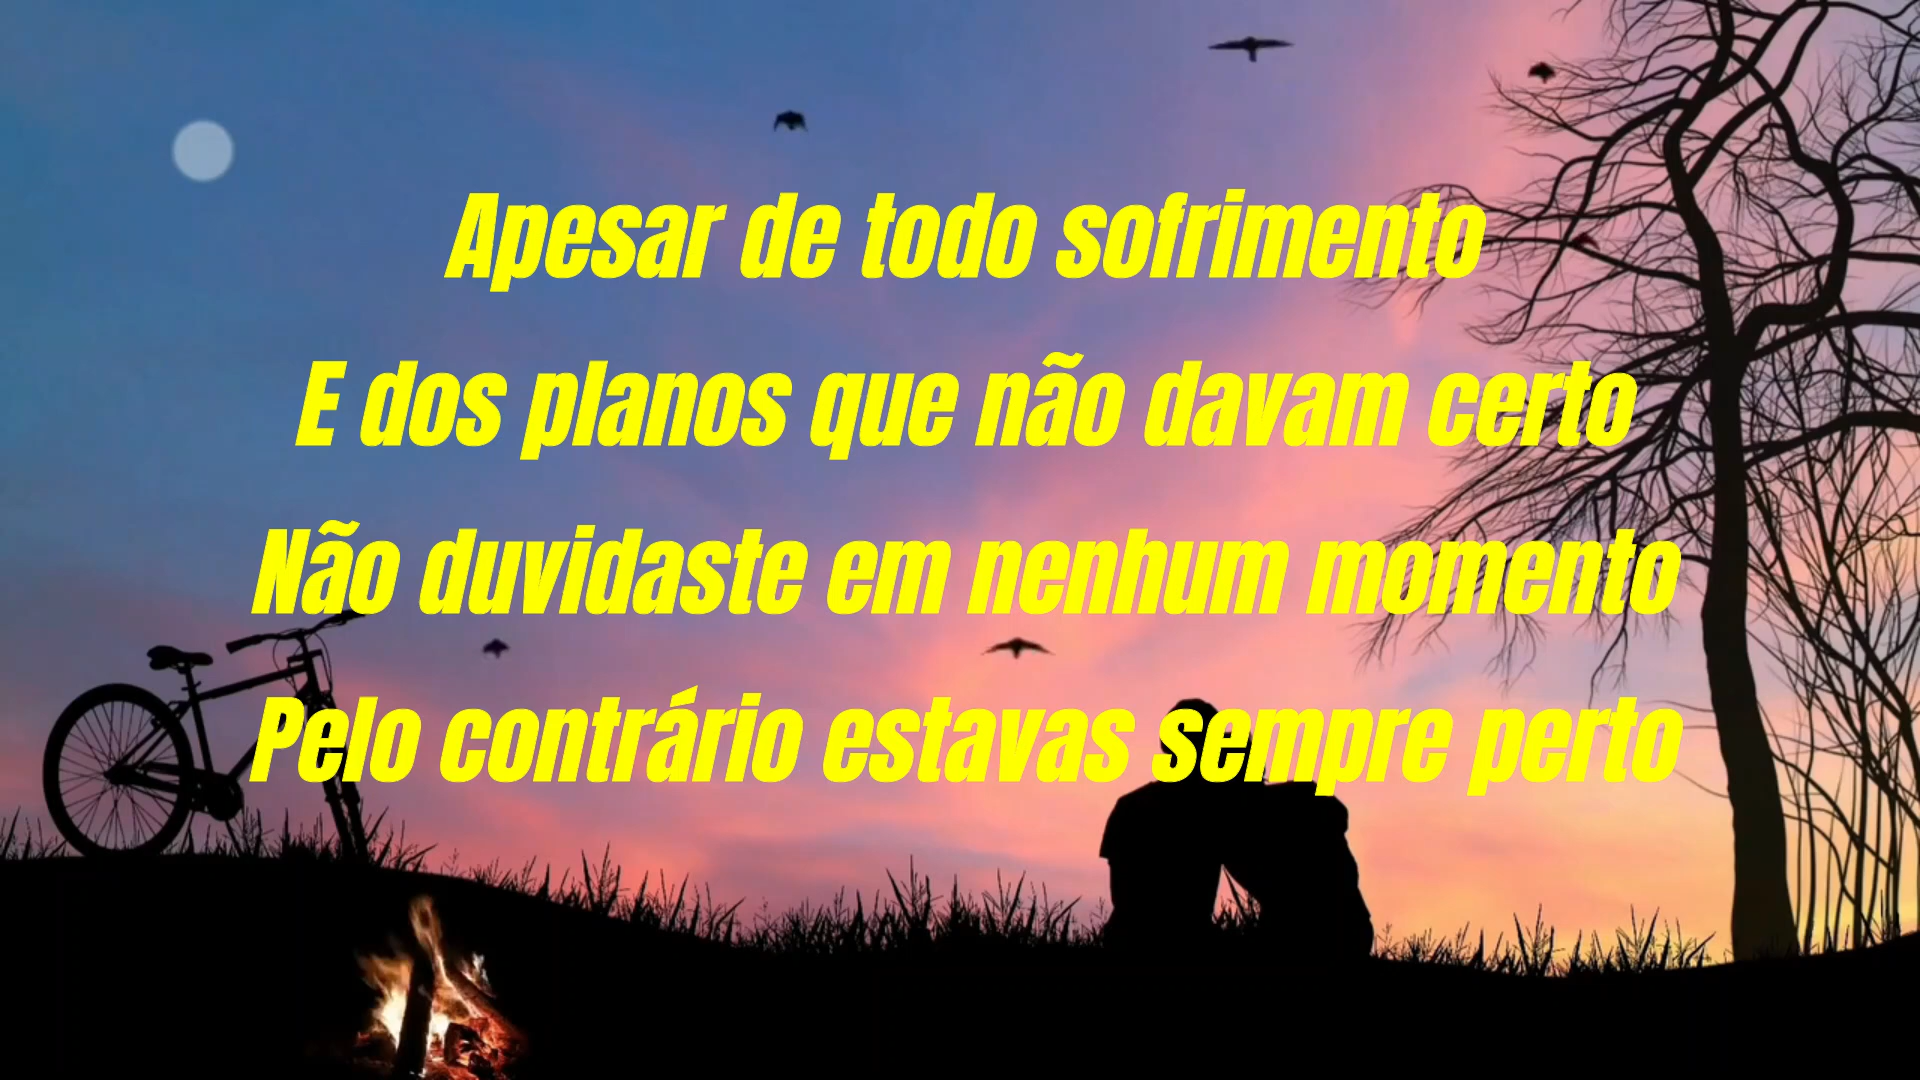 Apesar de todo sofrimento
E dos planos que não davam certo
Não duvidaste em nenhum momento
Pelo contrário estavas sempre perto